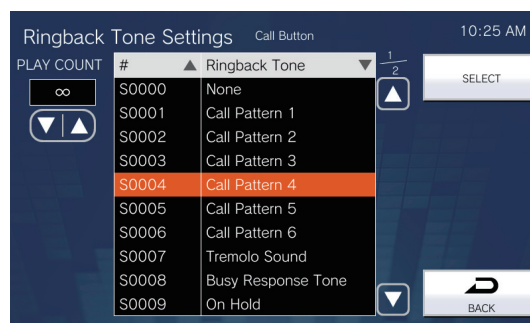 Ringback Tone Settings Call Button 10:25 AM
PLAY COUNT
∞
# Ringback Tone
S0000 None
S0001 Call Pattern 1
S0002 Call Pattern 2
S0003 Call Pattern 3
S0004 Call Pattern 4
S0005 Call Pattern 5
S0006 Call Pattern 6
S0007 Tremolo Sound
S0008 Busy Response Tone
S0009 On Hold
1
2
SELECT
BACK